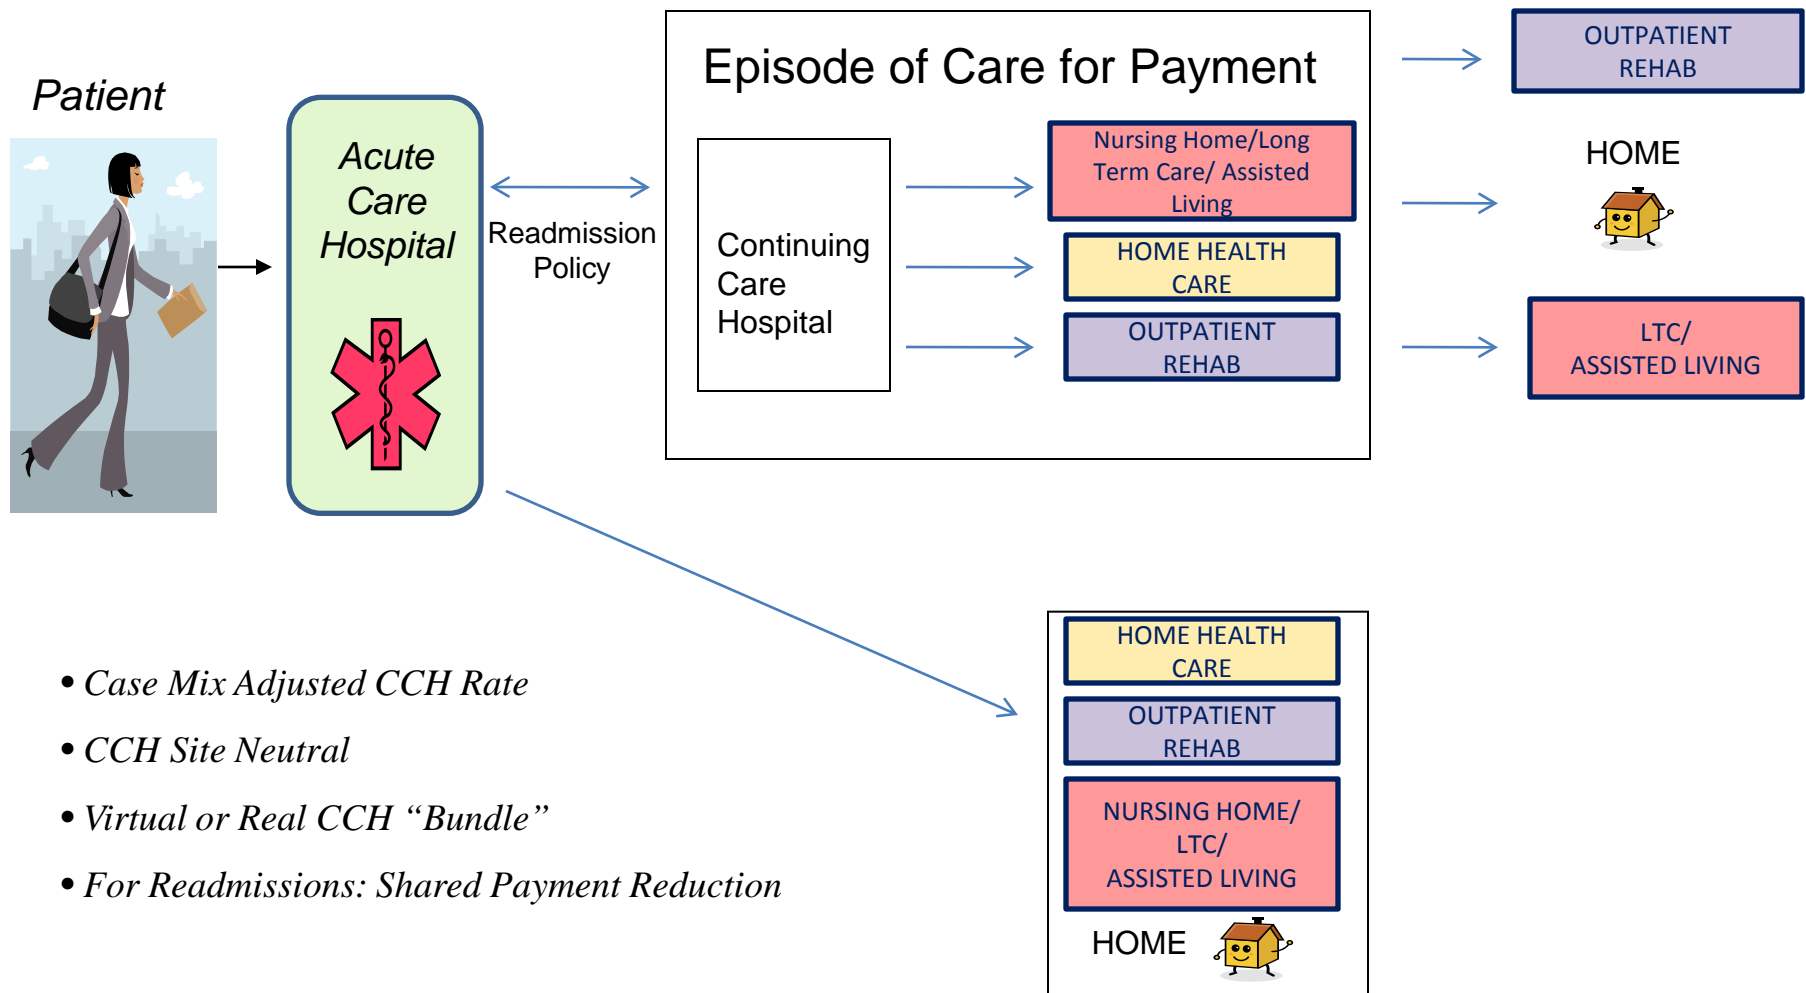 Patient
Acute
Care
Hospital
Readmission
Policy
Episode of Care for Payment
Continuing
Care
Hospital
Nursing Home/Long
Term Care/ Assisted
Living
HOME HEALTH
CARE
OUTPATIENT
REHAB
OUTPATIENT
REHAB
HOME
LTC/
ASSISTED LIVING
• Case Mix Adjusted CCH Rate
• CCH Site Neutral
• Virtual or Real CCH “Bundle”
• For Readmissions: Shared Payment Reduction
HOME HEALTH
CARE
OUTPATIENT
REHAB
NURSING HOME/
LTC/
ASSISTED LIVING
HOME